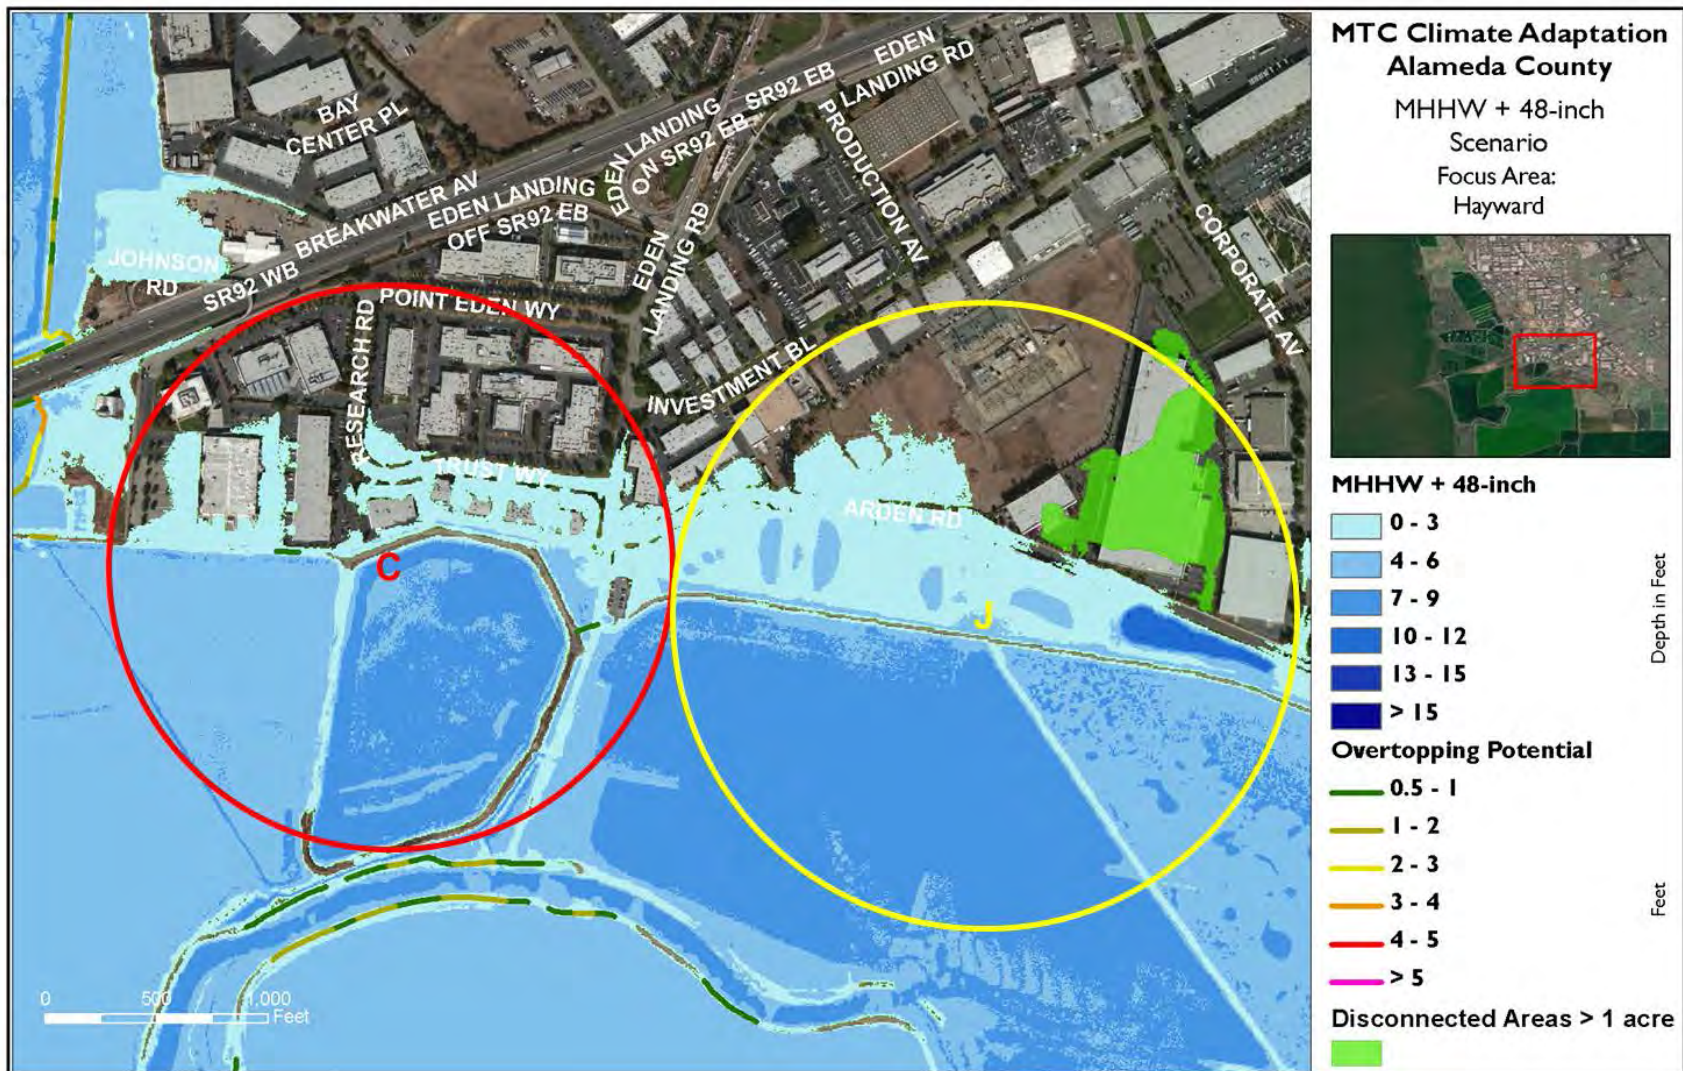 MTC Climate Adaptation
Alameda County
MHHW + 48-inch
Scenario
Focus Area:
Hayward
MHHW + 48-inch
0 - 3
4 - 6
7 - 9
10 - 12
13 - 15
> 15
Depth in Feet
Overtopping Potential
0.5 - 1
1 - 2
2 - 3
3 - 4
4 - 5
> 5
Feet
Disconnected Areas > 1 acre
BAY
CENTER PL
EDEN LANDING
ON SR92 EB
SR92 EB
EDEN
LANDING RD
PRODUCTION AV
CORPORATE AV
BREAKWATER AV
EDEN LANDING
OFF SR92 EB
EDEN
LANDING RD
JOHNSON
RD
SR92 WB
POINT EDEN WY
RESEARCH RD
INVESTMENT BL
TRUST WY
ARDEN RD
C
J
0 500 1,000
Feet